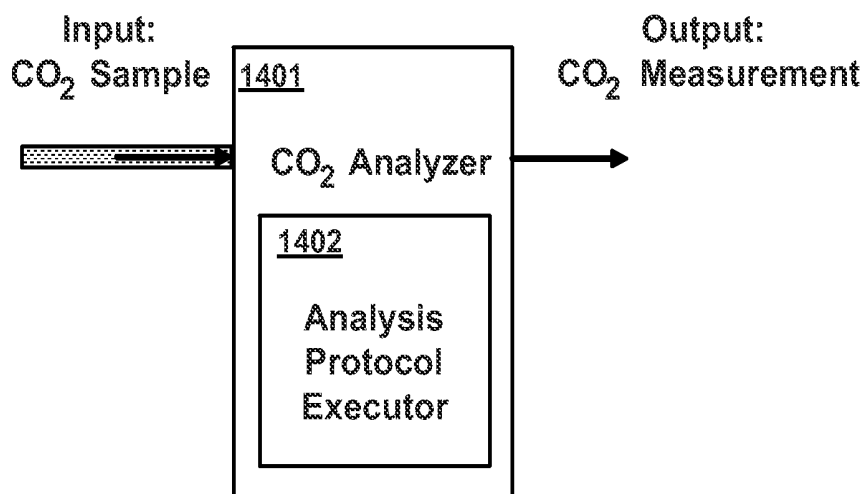 Input:
CO₂ Sample
Output:
CO₂ Measurement
1401
CO₂ Analyzer
1402
Analysis
Protocol
Executor